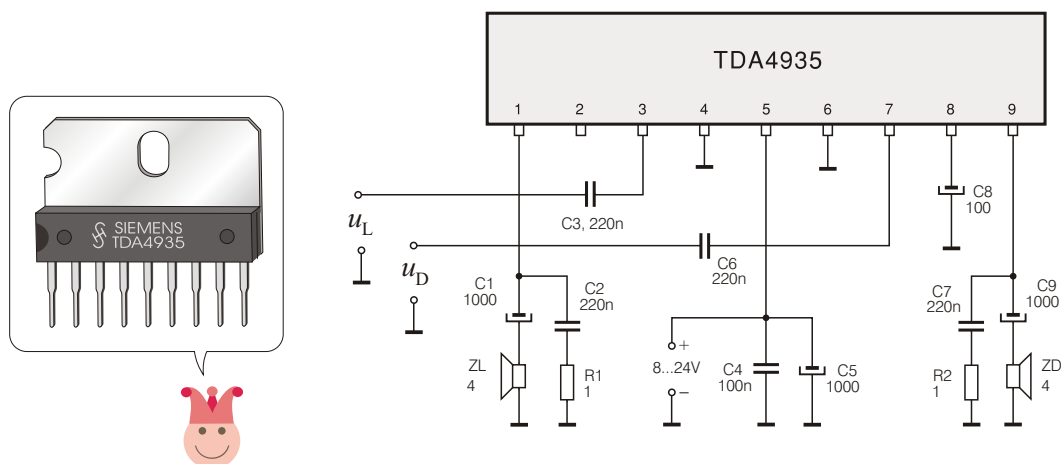 TDA4935
1 2 3 4 5 6 7 8 9
SIEMENS
TDA4935
uL
C3, 220n
C8
100
uD
C6
220n
C1
1000
C2
220n
C7
220n
C9
1000
+
8...24V
−
C4
100n
C5
1000
ZL
4
R1
1
R2
1
ZD
4